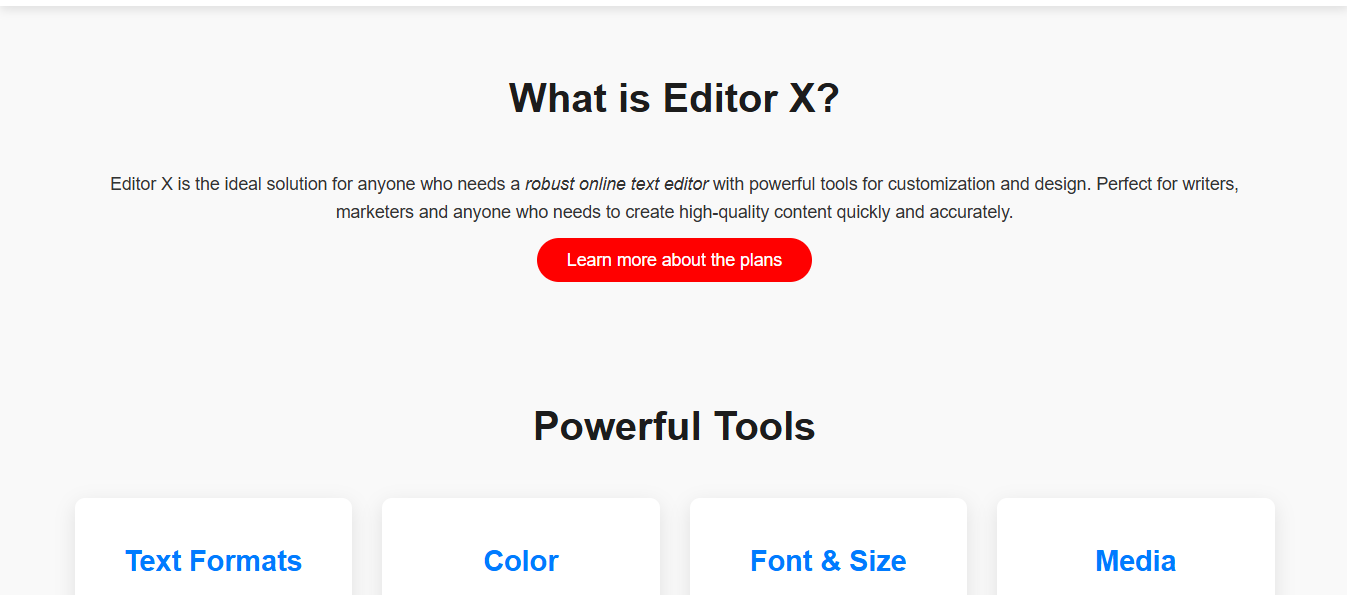 What is Editor X?
Editor X is the ideal solution for anyone who needs a robust online text editor with powerful tools for customization and design. Perfect for writers,
marketers and anyone who needs to create high-quality content quickly and accurately.
Learn more about the plans
Powerful Tools
Text Formats
Color
Font & Size
Media